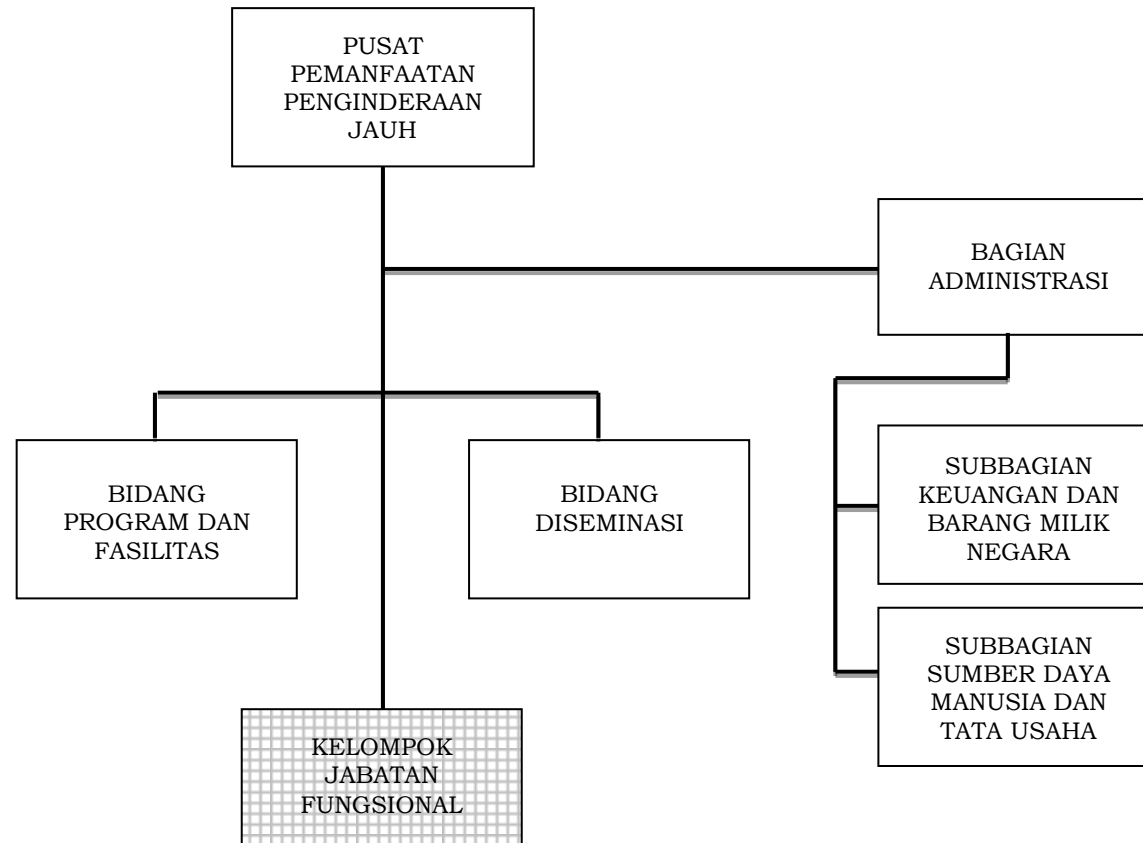 PUSAT
PEMANFAATAN
PENGINDERAAN
JAUH
BAGIAN
ADMINISTRASI
BIDANG
PROGRAM DAN
FASILITAS
BIDANG
DISEMINASI
SUBBAGIAN
KEUANGAN DAN
BARANG MILIK
NEGARA
SUBBAGIAN
SUMBER DAYA
MANUSIA DAN
TATA USAHA
KELOMPOK
JABATAN
FUNGSIONAL